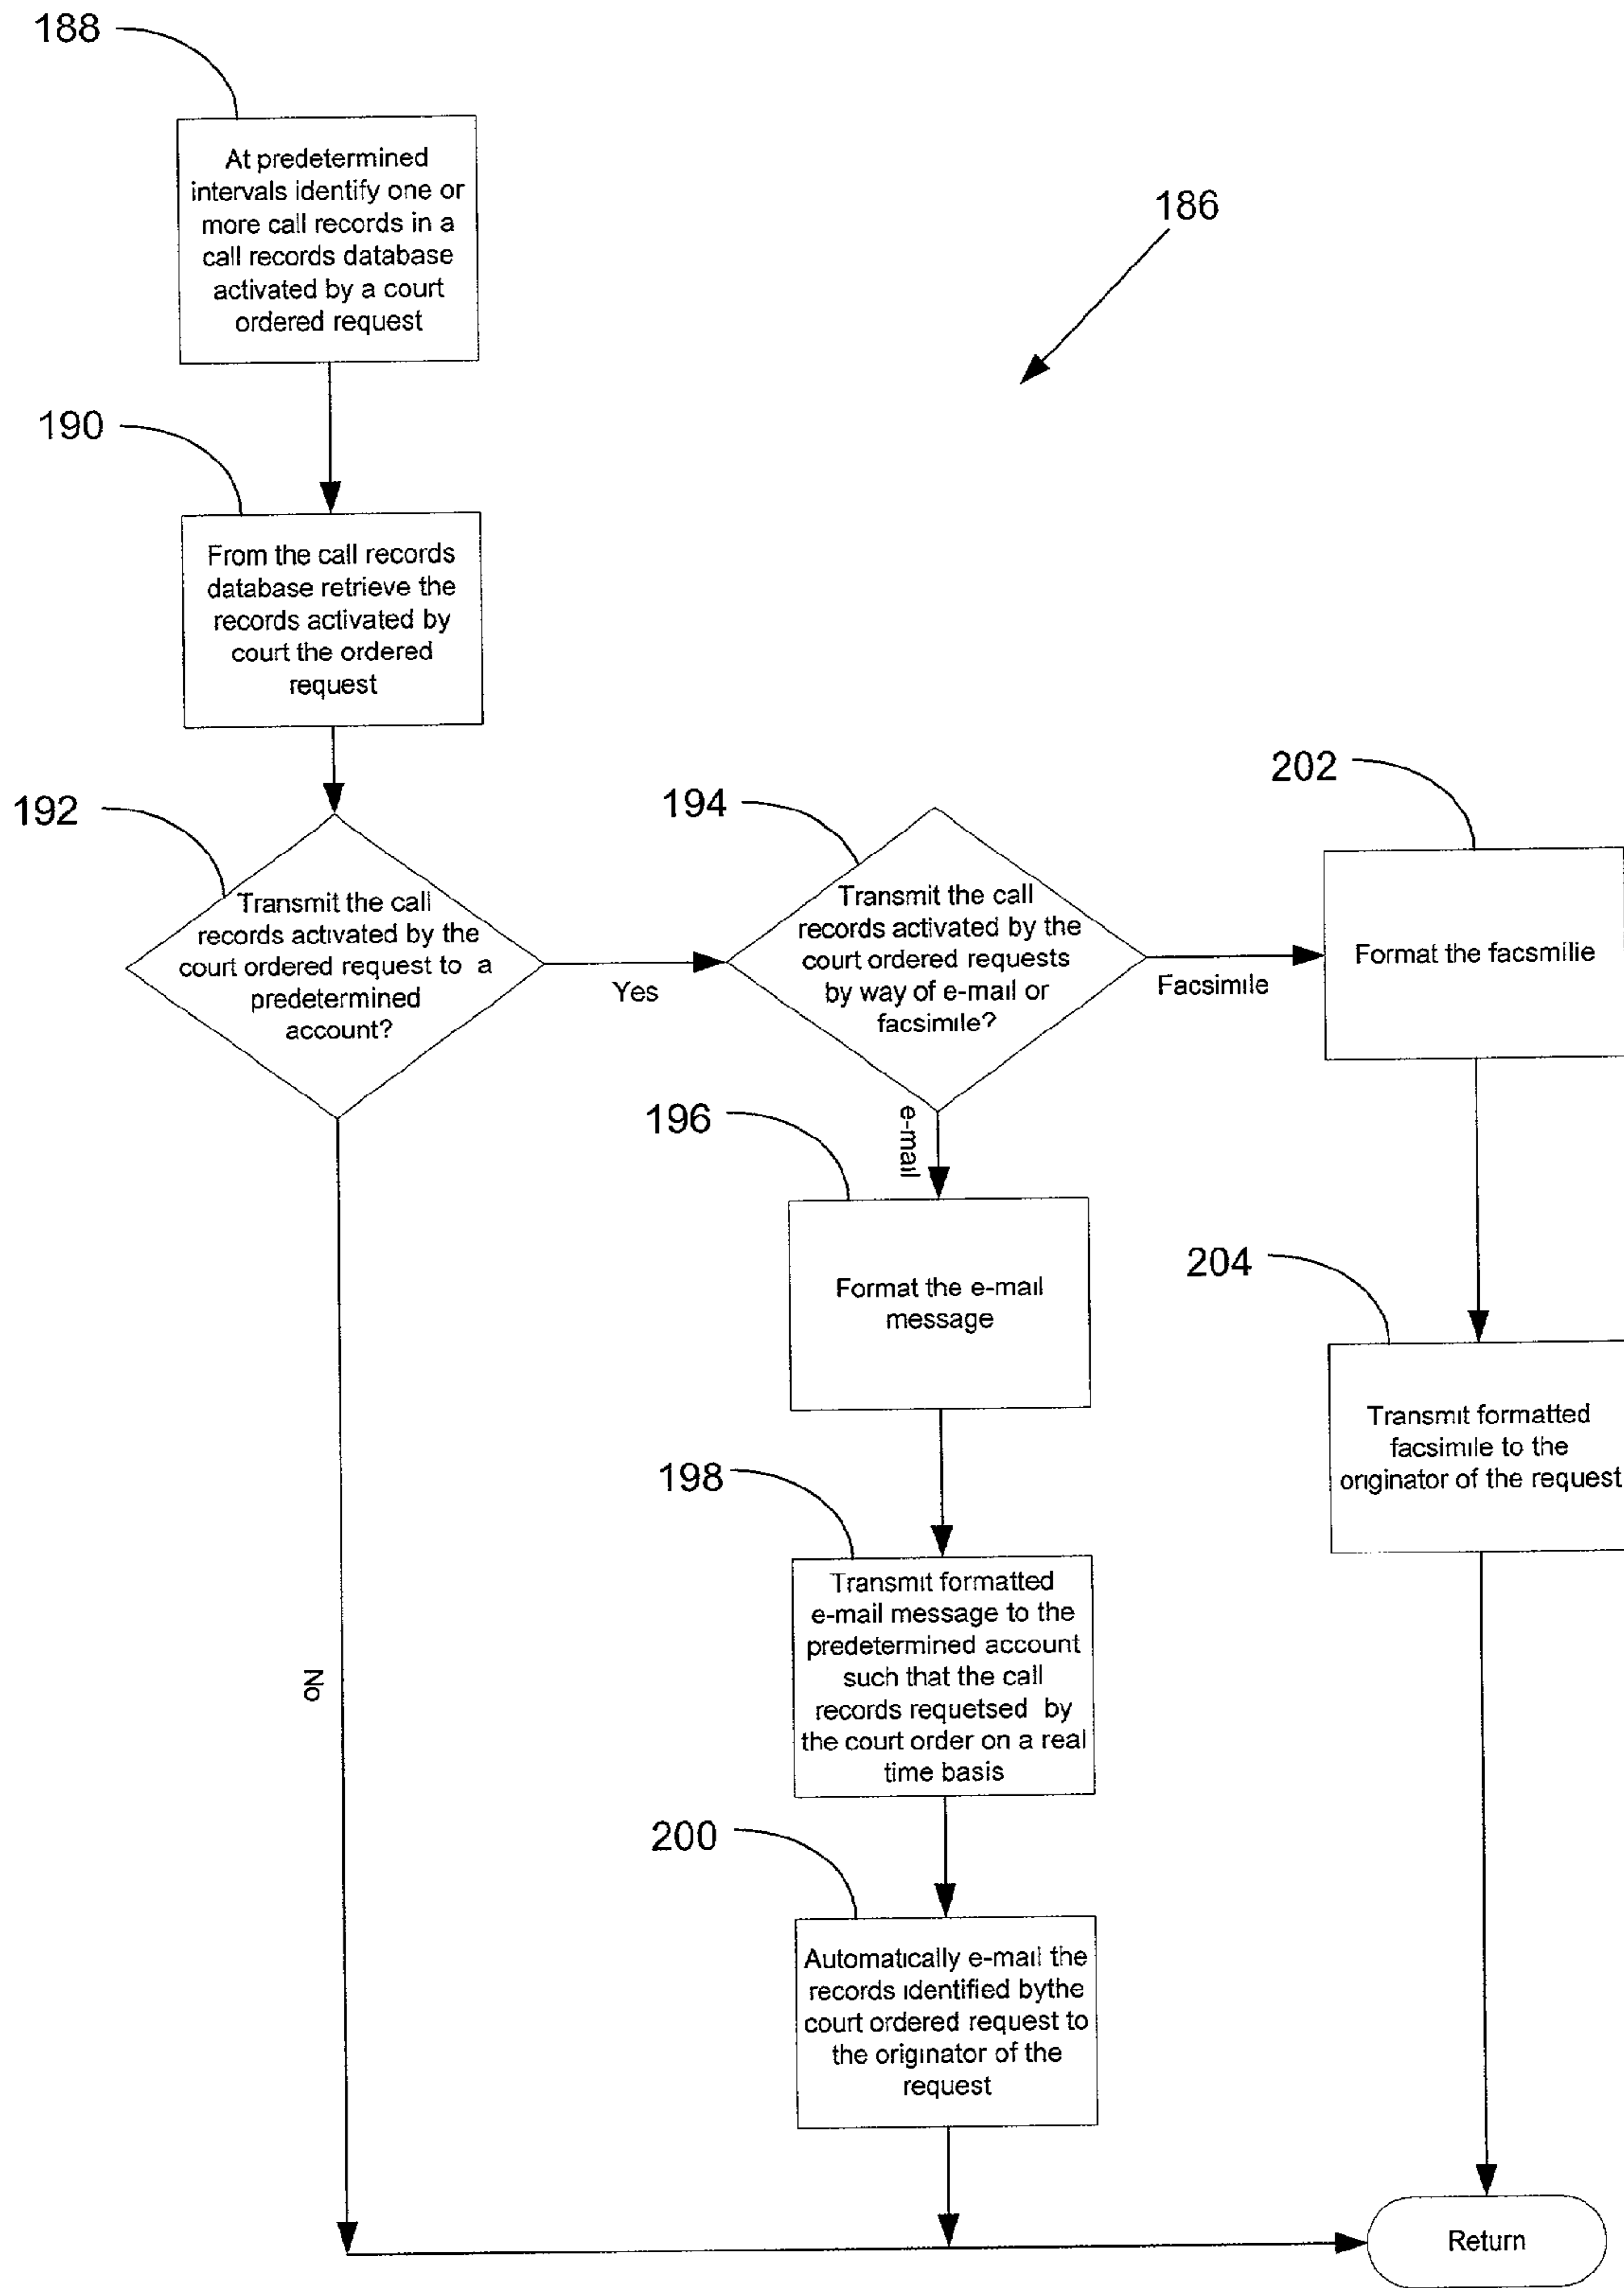 188
At predetermined
intervals identify one or
more call records in a
call records database
activated by a court
ordered request
186
190
From the call records
database retrieve the
records activated by
court the ordered
request
192
Transmit the call
records activated by the
court ordered request to a
predetermined
account?
Yes
194
Transmit the call
records activated by the
court ordered requests
by way of e-mail or
facsimile?
Facsimile
202
Format the facsmilie
e-mail
196
Format the e-mail
message
204
Transmit formatted
facsimile to the
originator of the request
198
Transmit formatted
e-mail message to the
predetermined account
such that the call
records requetsed by
the court order on a real
time basis
No
200
Automatically e-mail the
records identified bythe
court ordered request to
the originator of the
request
Return